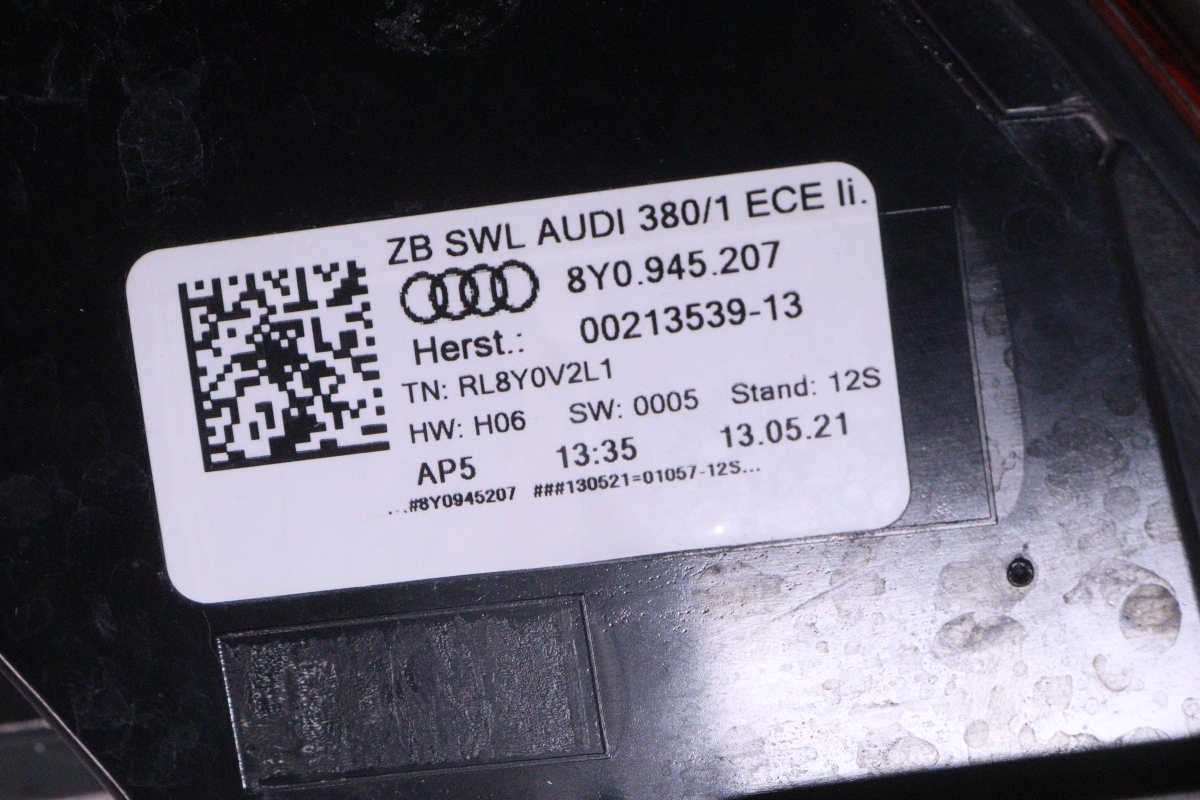 ZB SWL AUDI 380/1 ECE li.
8Y0.945.207
Herst.: 00213539-13
TN: RL8Y0V2L1
HW: H06 SW: 0005 Stand: 12S
AP5 13:35 13.05.21
...#8Y0945207 ###130521=01057-12S...